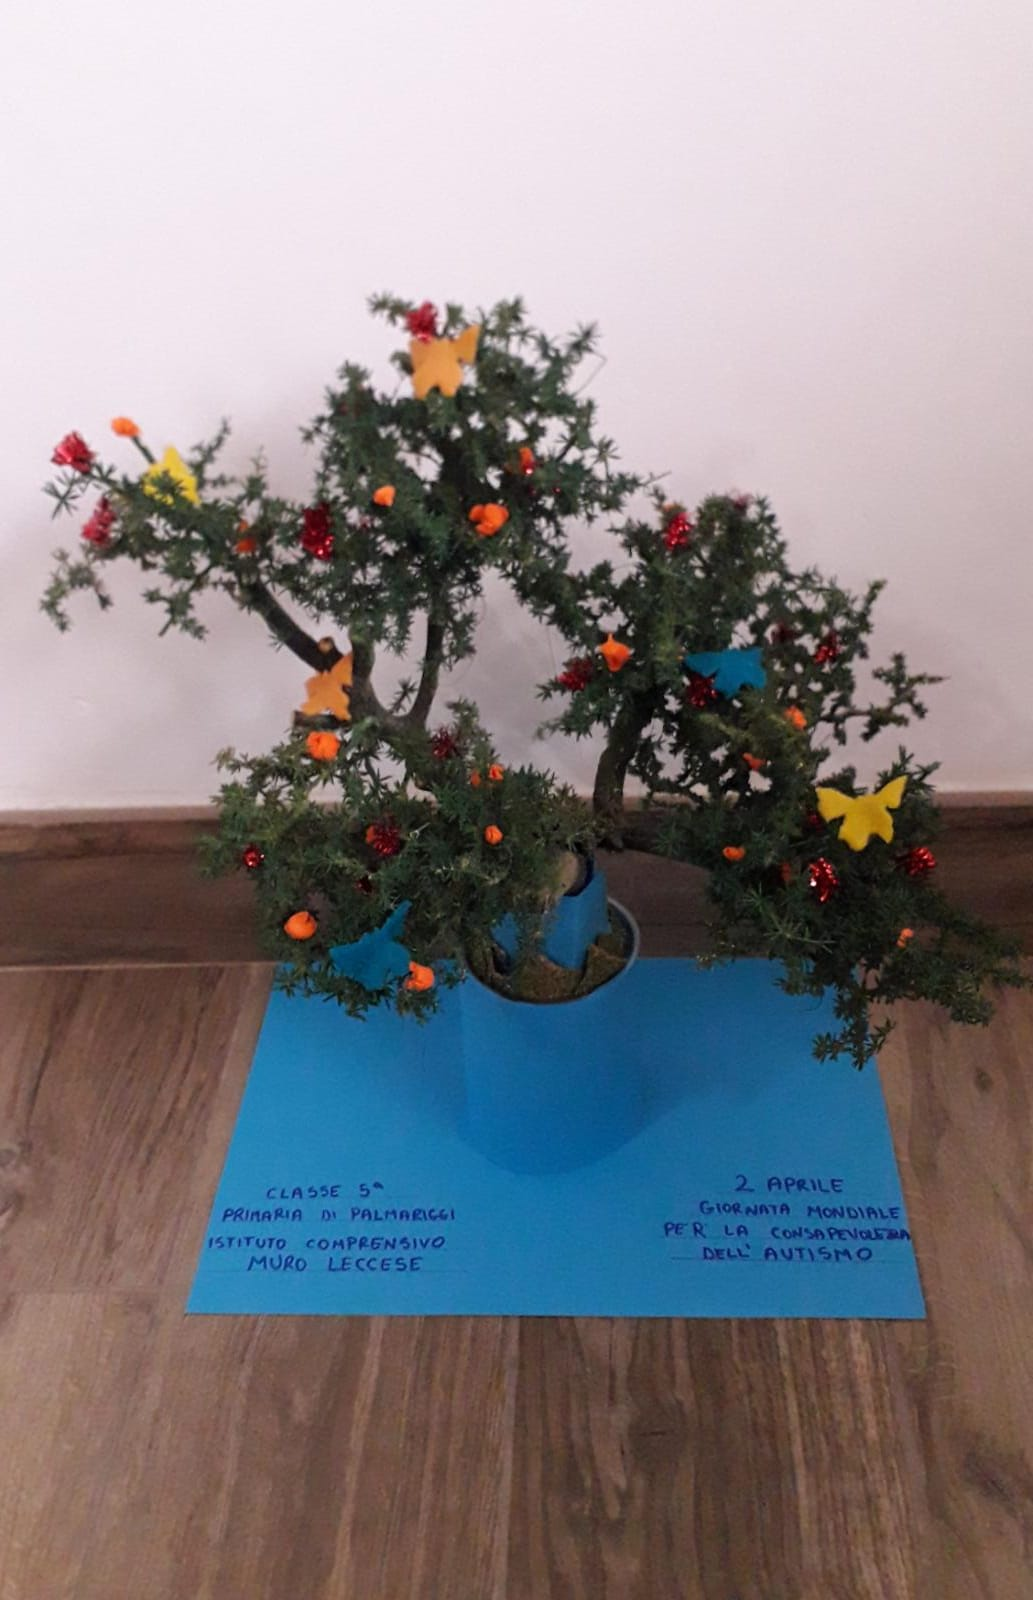 CLASSE 5ª
PRIMARIA DI PALMARIGGI
ISTITUTO COMPRENSIVO
MURO LECCESE
2 APRILE
GIORNATA MONDIALE
PER LA CONSAPEVOLEZZA
DELL' AUTISMO